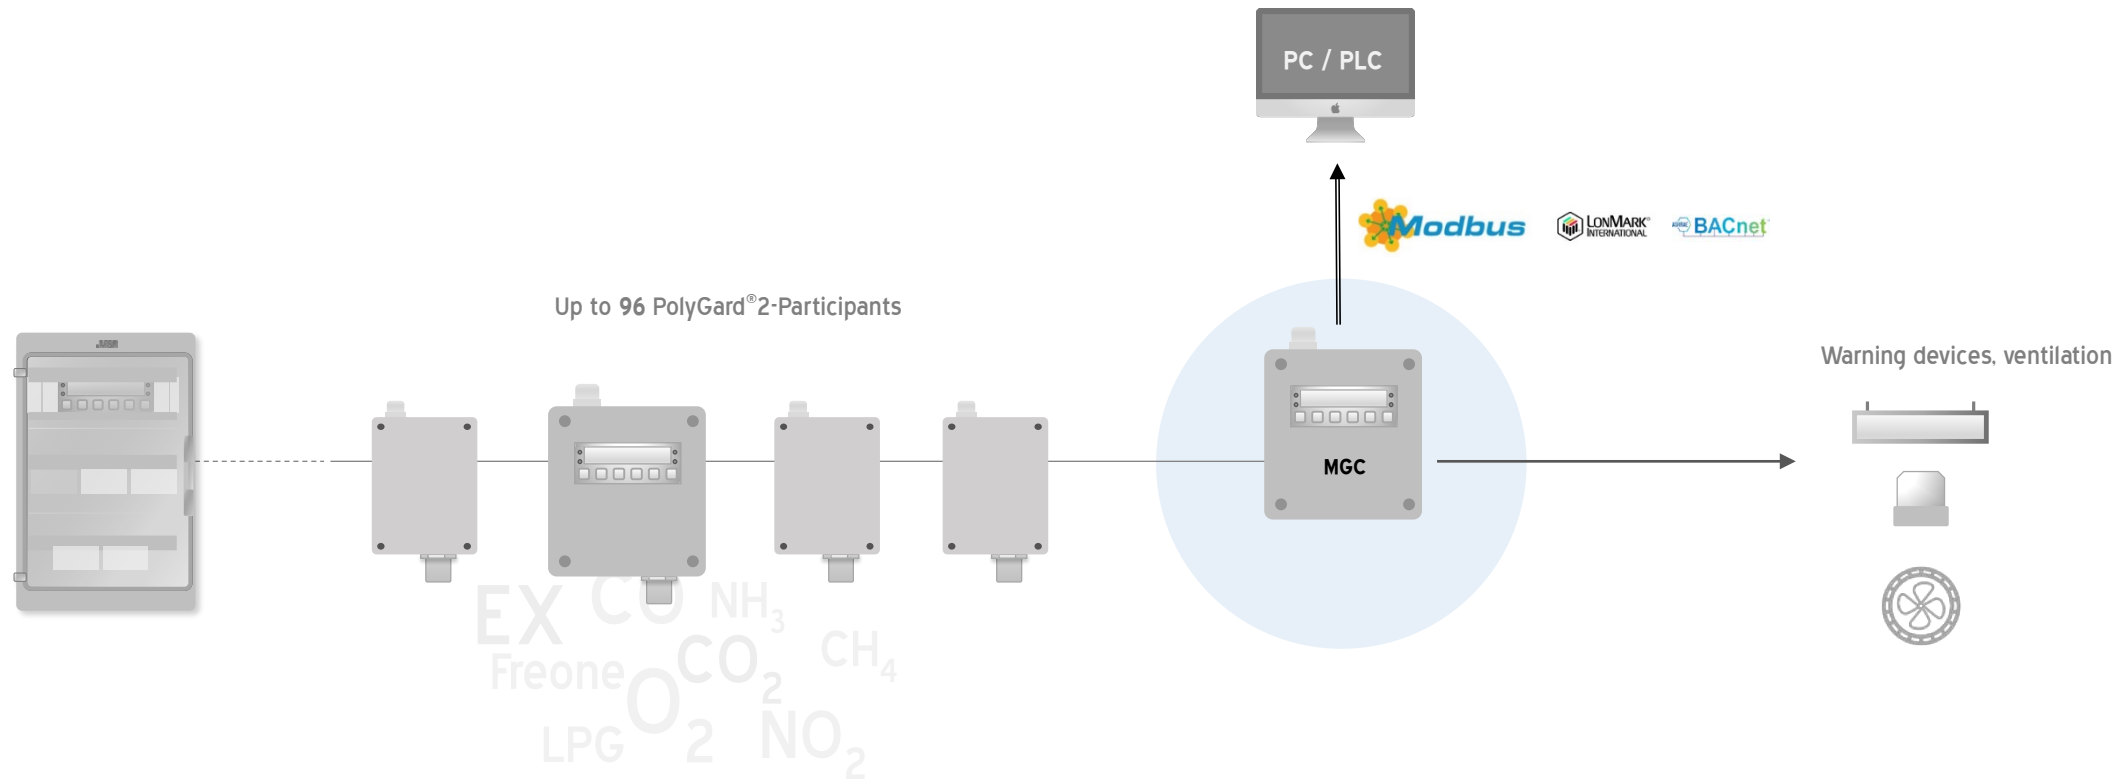 PC / PLC
Modbus
LONMARK®
INTERNATIONAL
ASHRAE BACnet
Up to 96 PolyGard®2-Participants
Warning devices, ventilation
MGC
EX
CO
NH3
Freone
CO2
CH4
O2
LPG
NO2